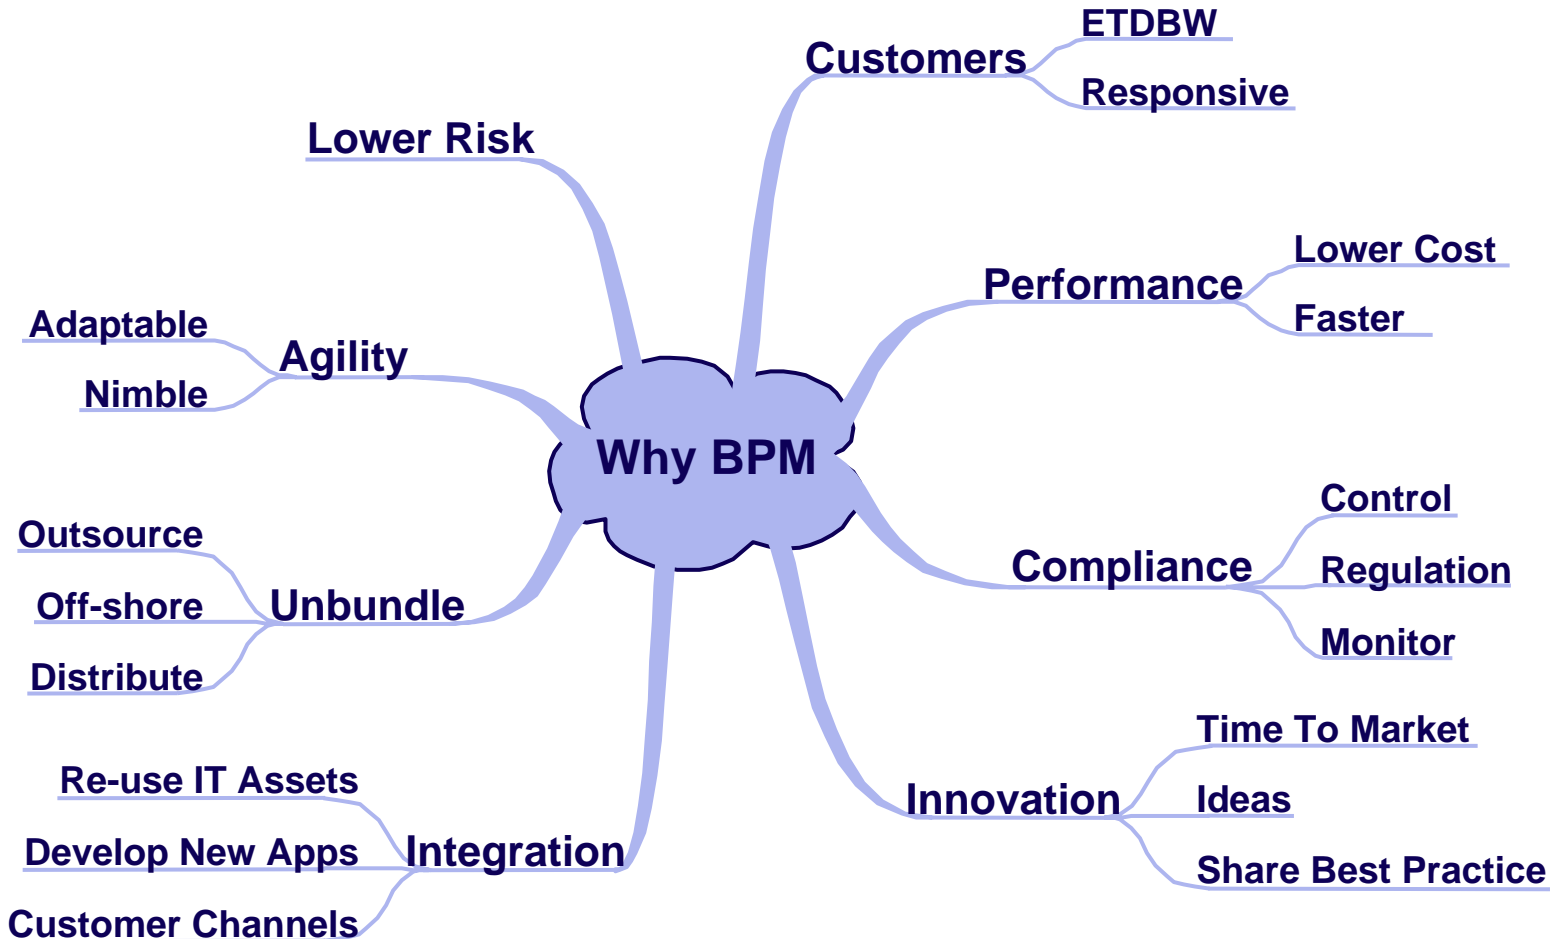 Why BPM
Customers
ETDBW
Responsive
Performance
Lower Cost
Faster
Compliance
Control
Regulation
Monitor
Innovation
Time To Market
Ideas
Share Best Practice
Integration
Re-use IT Assets
Develop New Apps
Customer Channels
Unbundle
Outsource
Off-shore
Distribute
Agility
Adaptable
Nimble
Lower Risk